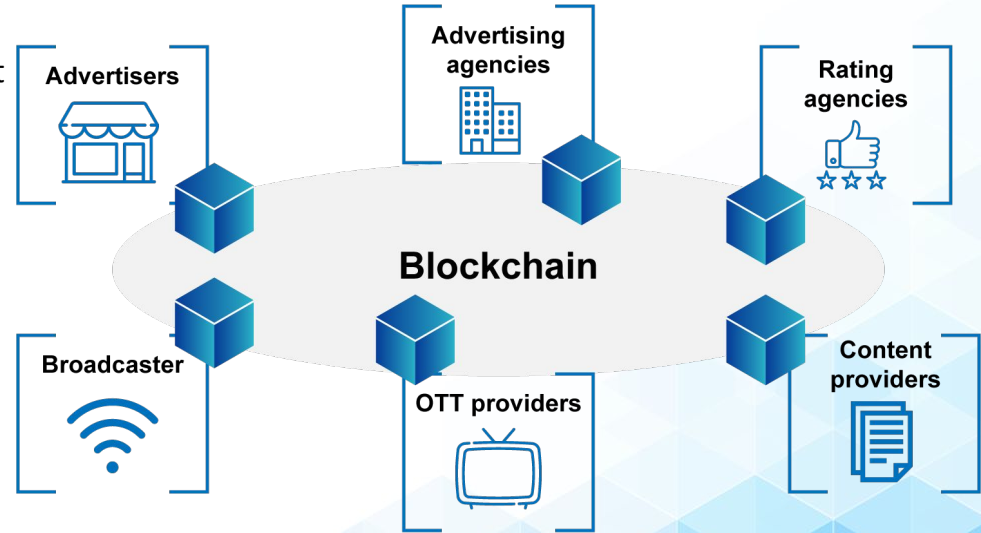 Advertisers
Advertising
agencies
Rating
agencies
Blockchain
Broadcaster
OTT providers
Content
providers